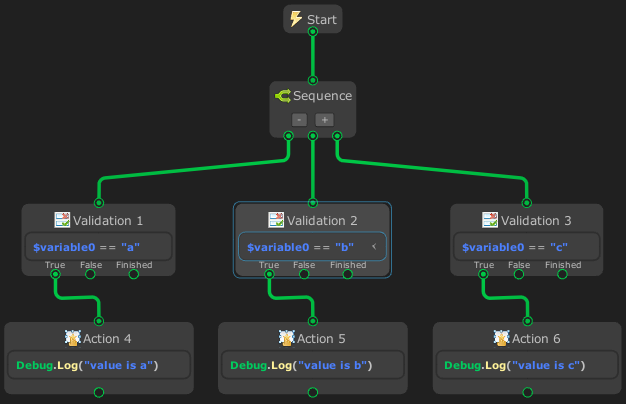 Start
Sequence
- +
Validation 1
$variable0 == "a"
True False Finished
Validation 2
$variable0 == "b" ‹
True False Finished
Validation 3
$variable0 == "c"
True False Finished
Action 4
Debug.Log("value is a")
Action 5
Debug.Log("value is b")
Action 6
Debug.Log("value is c")